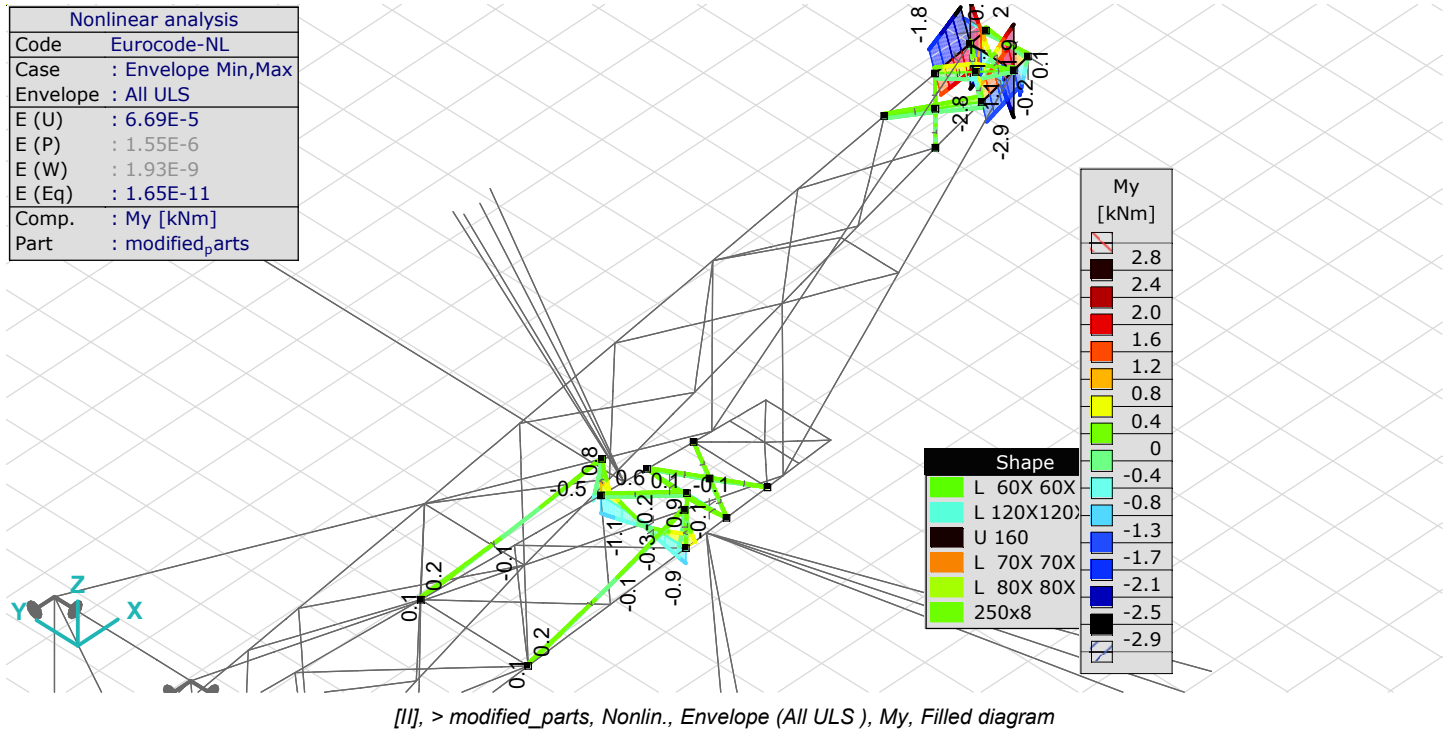 Nonlinear analysis
Code Eurocode-NL
Case : Envelope Min,Max
Envelope : All ULS
E (U) : 6.69E-5
E (P) : 1.55E-6
E (W) : 1.93E-9
E (Eq) : 1.65E-11
Comp. : My [kNm]
Part : modified_parts
-1.8
2
0.1
-0.2
-2.8
1.4
-2.9
My
[kNm]
2.8
2.4
2.0
1.6
1.2
0.8
0.4
0
-0.4
-0.8
-1.3
-1.7
-2.1
-2.5
-2.9
Shape
L 60X 60X
L 120X120X
U 160
L 70X 70X
L 80X 80X
250x8
0.8
-0.5
0.6
0.1
-0.1
-0.2
0.9
-0.1
-1.1
-0.3
-0.9
-0.1
-0.1
0.2
0.1
0.2
0.1
Z
Y
X
[II], > modified_parts, Nonlin., Envelope (All ULS ), My, Filled diagram